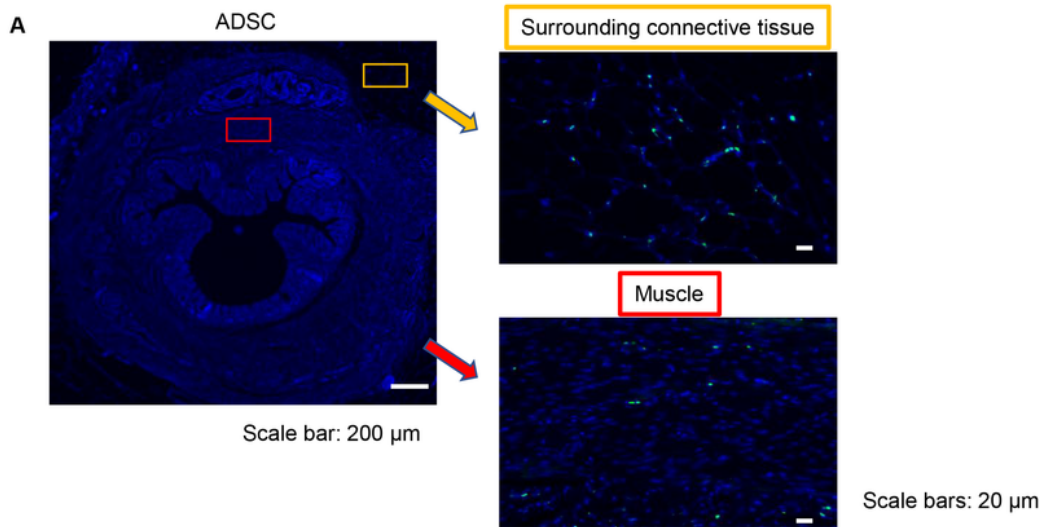 A
ADSC
Surrounding connective tissue
Muscle
Scale bar: 200 μm
Scale bars: 20 μm